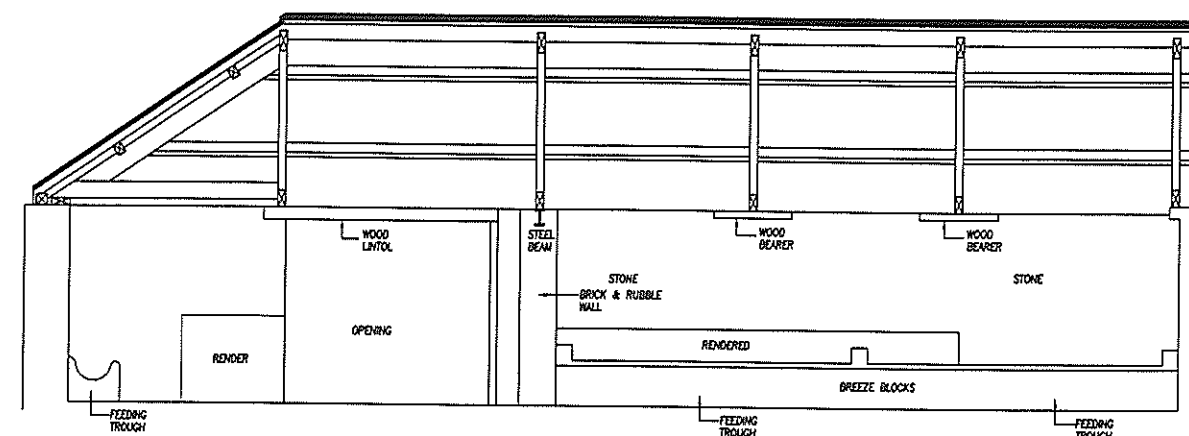 WOOD
LINTOL
STEEL
BEAM
WOOD
BEARER
WOOD
BEARER
STONE
STONE
BRICK & RUBBLE
WALL
OPENING
RENDER
RENDERED
BREEZE BLOCKS
FEEDING
TROUGH
FEEDING
TROUGH
FEEDING
TROUGH